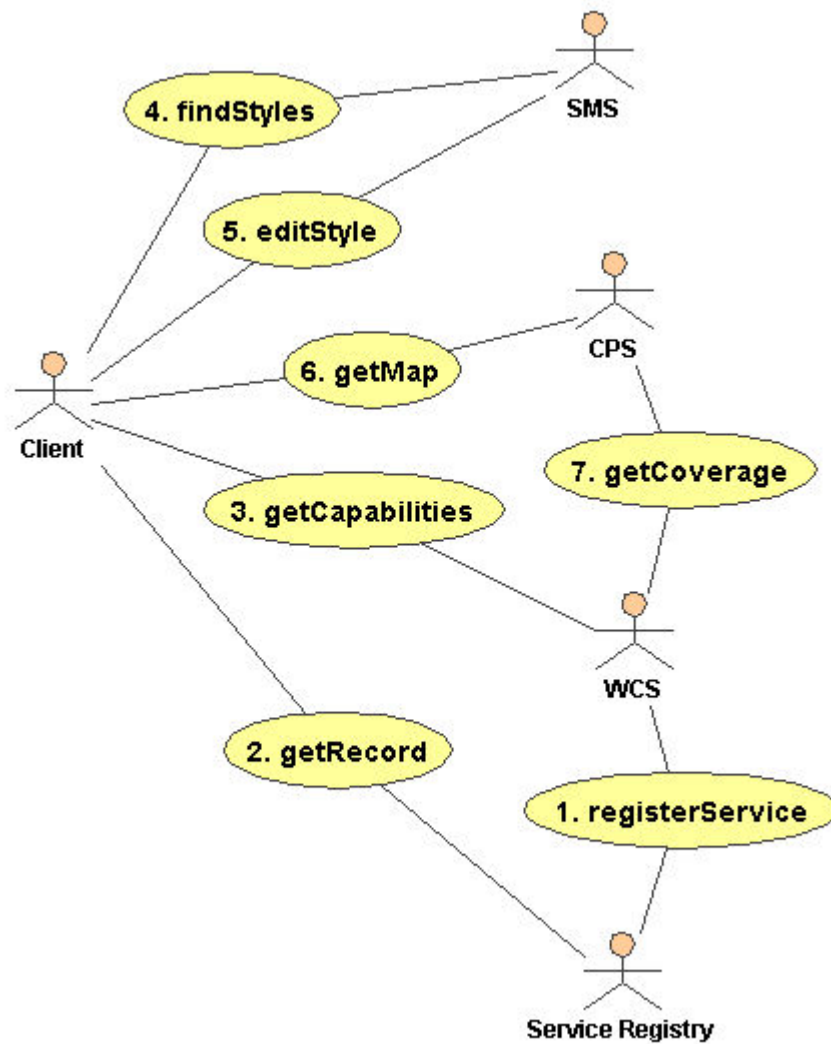 SMS
4. findStyles
5. editStyle
CPS
6. getMap
Client
7. getCoverage
3. getCapabilities
WCS
2. getRecord
1. registerService
Service Registry